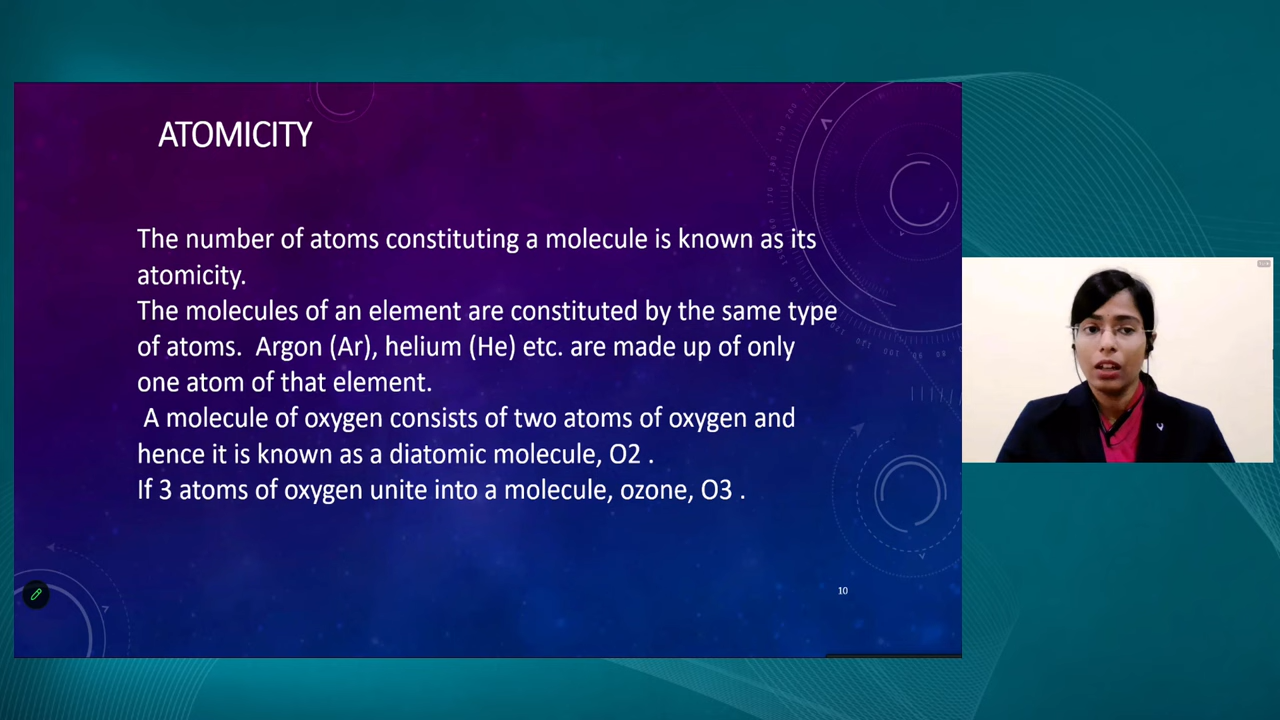 ATOMICITY
The number of atoms constituting a molecule is known as its
atomicity.
The molecules of an element are constituted by the same type
of atoms.  Argon (Ar), helium (He) etc. are made up of only
one atom of that element.
A molecule of oxygen consists of two atoms of oxygen and
hence it is known as a diatomic molecule, O2 .
If 3 atoms of oxygen unite into a molecule, ozone, O3 .
10